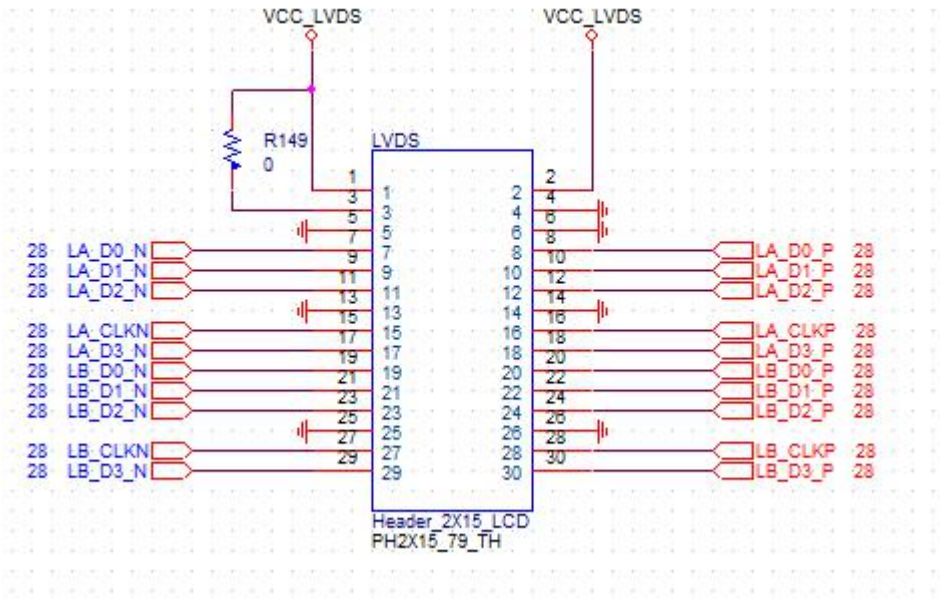 VCC_LVDS VCC_LVDS
R149 LVDS
0
1 2
1 2
3 4
3 4
5 6
5 6
7 8
28 LA_D0_N 7 8 LA_D0_P 28
9 10
28 LA_D1_N 9 10 LA_D1_P 28
11 12
28 LA_D2_N 11 12 LA_D2_P 28
13 14
13 14
15 16
28 LA_CLKN 15 16 LA_CLKP 28
17 18
28 LA_D3_N 17 18 LA_D3_P 28
19 20
28 LB_D0_N 19 20 LB_D0_P 28
21 22
28 LB_D1_N 21 22 LB_D1_P 28
23 24
28 LB_D2_N 23 24 LB_D2_P 28
25 26
25 26
27 28
28 LB_CLKN 27 28 LB_CLKP 28
29 30
28 LB_D3_N 29 30 LB_D3_P 28
Header_2X15_LCD
PH2X15_79_TH